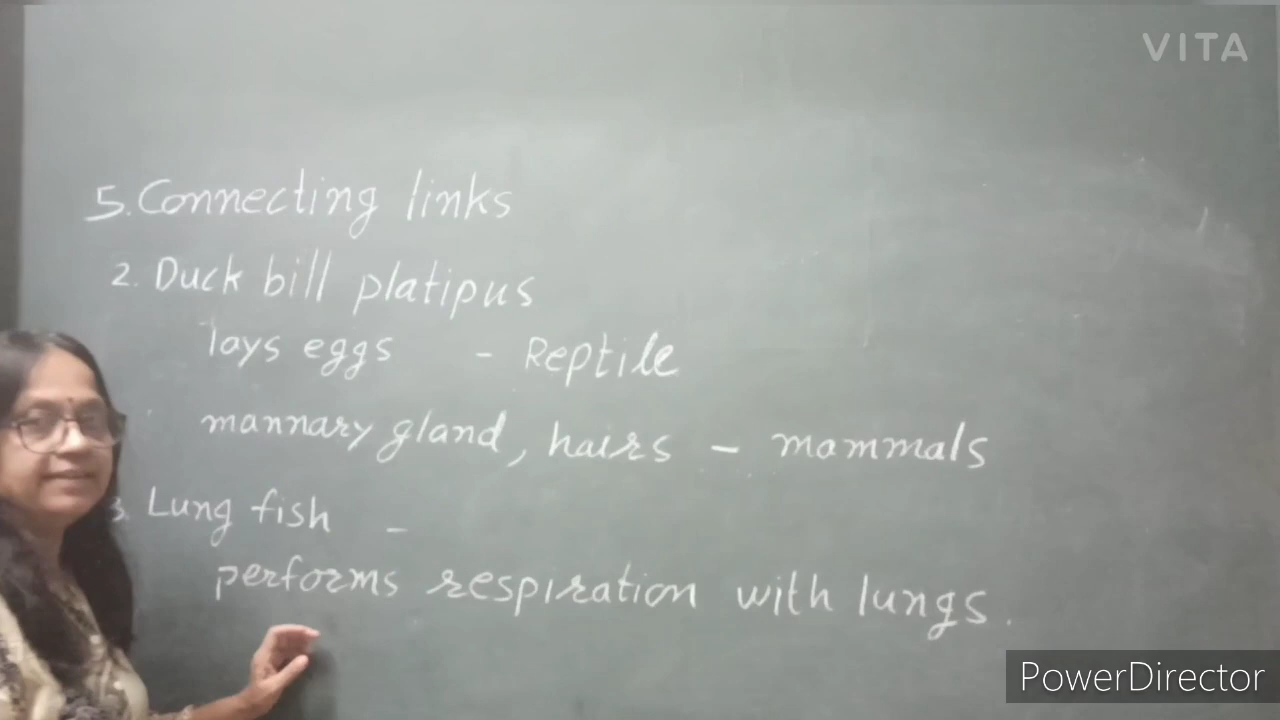 VITA
5. Connecting links
2. Duck bill platipus
lays eggs - Reptile
mannary gland, hairs - mammals
3. Lung fish -
performs respiration with lungs.
PowerDirector